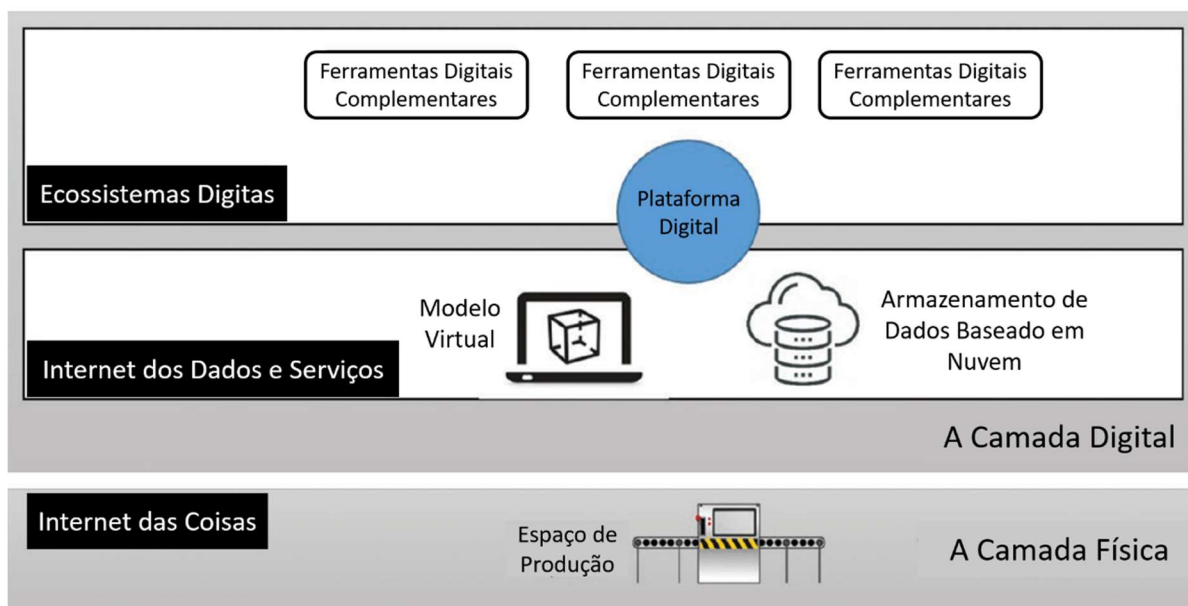 Ferramentas Digitais
Complementares
Ferramentas Digitais
Complementares
Ferramentas Digitais
Complementares
Ecossistemas Digitas
Plataforma
Digital
Modelo
Virtual
Armazenamento de
Dados Baseado em
Nuvem
Internet dos Dados e Serviços
A Camada Digital
Internet das Coisas
Espaço de
Produção
A Camada Física